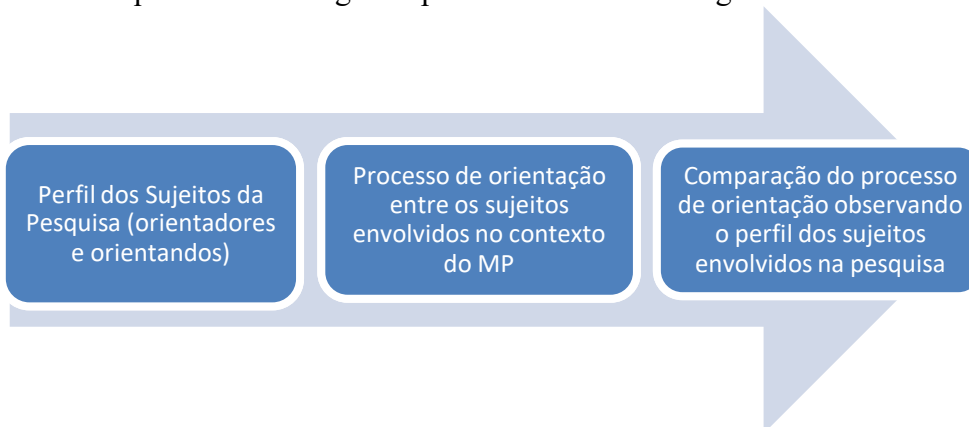 Perfil dos Sujeitos da
Pesquisa (orientadores
e orientandos)
Processo de orientação
entre os sujeitos
envolvidos no contexto
do MP
Comparação do processo
de orientação observando
o perfil dos sujeitos
envolvidos na pesquisa